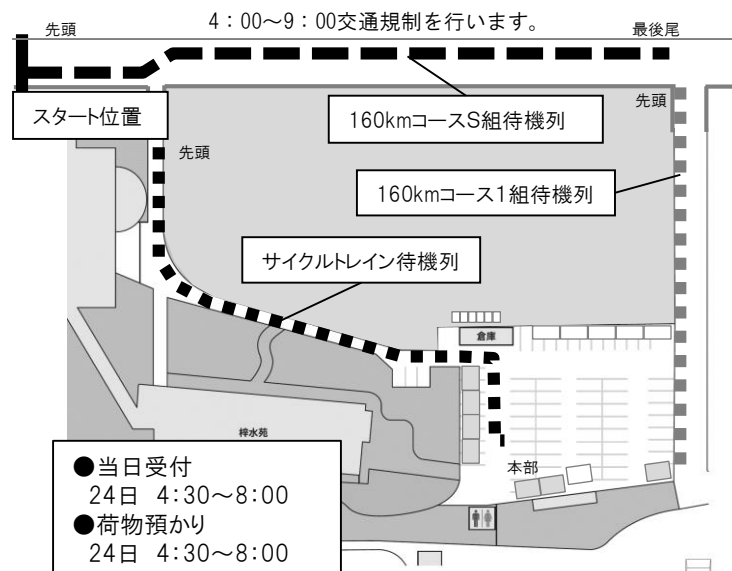 4：00～9：00交通規制を行います。
先頭
最後尾
スタート位置
160kmコースS組待機列
先頭
先頭
160kmコース1組待機列
サイクルトレイン待機列
倉庫
梓水苑
本部
●当日受付
24日 4:30～8:00
●荷物預かり
24日 4:30～8:00